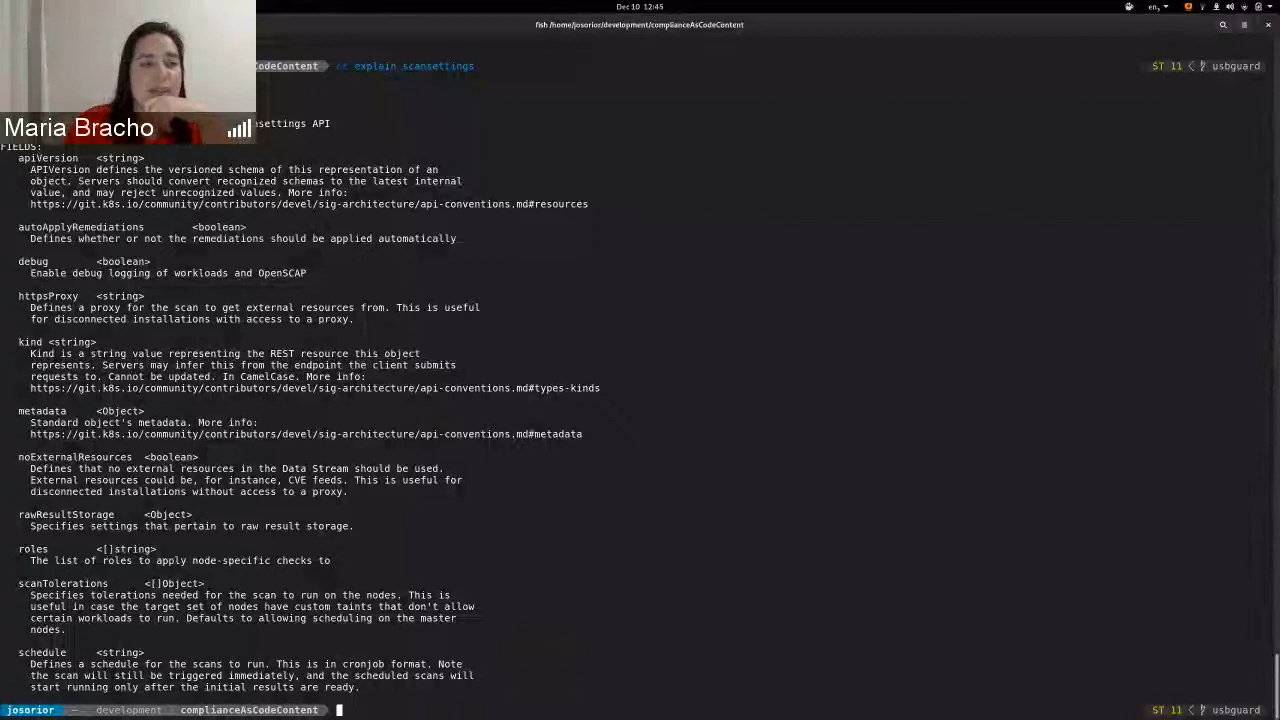 Dec 10 12:45
en
fish /home/josorior/development/complianceAsCodeContent
CodeContent oc explain scansettings
ST 11 usbguard
Maria Bracho
nsettings API
FIELDS:
apiVersion <string>
APIVersion defines the versioned schema of this representation of an
object. Servers should convert recognized schemas to the latest internal
value, and may reject unrecognized values. More info:
https://git.k8s.io/community/contributors/devel/sig-architecture/api-conventions.md#resources
autoApplyRemediations <boolean>
Defines whether or not the remediations should be applied automatically
debug <boolean>
Enable debug logging of workloads and OpenSCAP
httpsProxy <string>
Defines a proxy for the scan to get external resources from. This is useful
for disconnected installations with access to a proxy.
kind <string>
Kind is a string value representing the REST resource this object
represents. Servers may infer this from the endpoint the client submits
requests to. Cannot be updated. In CamelCase. More info:
https://git.k8s.io/community/contributors/devel/sig-architecture/api-conventions.md#types-kinds
metadata <Object>
Standard object's metadata. More info:
https://git.k8s.io/community/contributors/devel/sig-architecture/api-conventions.md#metadata
noExternalResources <boolean>
Defines that no external resources in the Data Stream should be used.
External resources could be, for instance, CVE feeds. This is useful for
disconnected installations without access to a proxy.
rawResultStorage <Object>
Specifies settings that pertain to raw result storage.
roles <[]string>
The list of roles to apply node-specific checks to
scanTolerations <[]Object>
Specifies tolerations needed for the scan to run on the nodes. This is
useful in case the target set of nodes have custom taints that don't allow
certain workloads to run. Defaults to allowing scheduling on the master
nodes.
schedule <string>
Defines a schedule for the scans to run. This is in cronjob format. Note
the scan will still be triggered immediately, and the scheduled scans will
start running only after the initial results are ready.
josorior ~ development complianceAsCodeContent
ST 11 usbguard